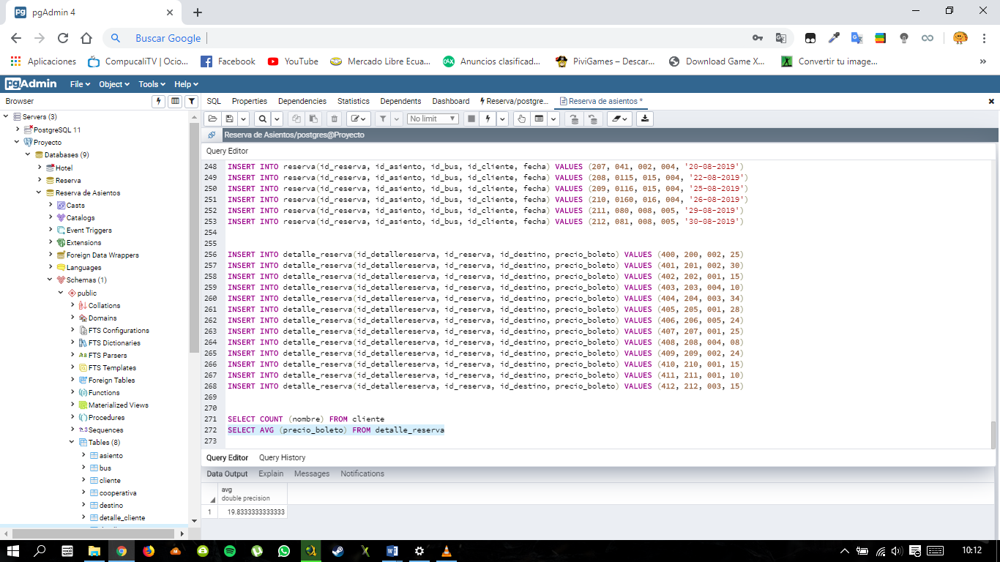 pgAdmin 4
Buscar Google
Aplicaciones
CompucaliTV | Ocio...
Facebook
YouTube
Mercado Libre Ecua...
Anuncios clasificad...
PiviGames – Descar...
Download Game X...
Convertir tu image...
»
pgAdmin
File
Object
Tools
Help
Browser
SQL
Properties
Dependencies
Statistics
Dependents
Dashboard
Reserva/postgre...
Reserva de asientos *
Servers (3)
PostgreSQL 11
Proyecto
Databases (9)
Hotel
Reserva
Reserva de Asientos
Casts
Catalogs
Event Triggers
Extensions
Foreign Data Wrappers
Languages
Schemas (1)
public
Collations
Domains
FTS Configurations
FTS Dictionaries
FTS Parsers
FTS Templates
Foreign Tables
Functions
Materialized Views
Procedures
Sequences
Tables (8)
asiento
bus
cliente
cooperativa
destino
detalle_cliente
No limit
Reserva de Asientos/postgres@Proyecto
Query Editor
248 INSERT INTO reserva(id_reserva, id_asiento, id_bus, id_cliente, fecha) VALUES (207, 041, 002, 004, '20-08-2019')
249 INSERT INTO reserva(id_reserva, id_asiento, id_bus, id_cliente, fecha) VALUES (208, 0115, 015, 004, '22-08-2019')
250 INSERT INTO reserva(id_reserva, id_asiento, id_bus, id_cliente, fecha) VALUES (209, 0116, 015, 004, '25-08-2019')
251 INSERT INTO reserva(id_reserva, id_asiento, id_bus, id_cliente, fecha) VALUES (210, 0160, 016, 004, '26-08-2019')
252 INSERT INTO reserva(id_reserva, id_asiento, id_bus, id_cliente, fecha) VALUES (211, 080, 008, 005, '29-08-2019')
253 INSERT INTO reserva(id_reserva, id_asiento, id_bus, id_cliente, fecha) VALUES (212, 081, 008, 005, '30-08-2019')
254
255
256 INSERT INTO detalle_reserva(id_detallereserva, id_reserva, id_destino, precio_boleto) VALUES (400, 200, 002, 25)
257 INSERT INTO detalle_reserva(id_detallereserva, id_reserva, id_destino, precio_boleto) VALUES (401, 201, 002, 30)
258 INSERT INTO detalle_reserva(id_detallereserva, id_reserva, id_destino, precio_boleto) VALUES (402, 202, 001, 15)
259 INSERT INTO detalle_reserva(id_detallereserva, id_reserva, id_destino, precio_boleto) VALUES (403, 203, 004, 10)
260 INSERT INTO detalle_reserva(id_detallereserva, id_reserva, id_destino, precio_boleto) VALUES (404, 204, 003, 34)
261 INSERT INTO detalle_reserva(id_detallereserva, id_reserva, id_destino, precio_boleto) VALUES (405, 205, 001, 28)
262 INSERT INTO detalle_reserva(id_detallereserva, id_reserva, id_destino, precio_boleto) VALUES (406, 206, 005, 24)
263 INSERT INTO detalle_reserva(id_detallereserva, id_reserva, id_destino, precio_boleto) VALUES (407, 207, 001, 25)
264 INSERT INTO detalle_reserva(id_detallereserva, id_reserva, id_destino, precio_boleto) VALUES (408, 208, 004, 08)
265 INSERT INTO detalle_reserva(id_detallereserva, id_reserva, id_destino, precio_boleto) VALUES (409, 209, 002, 24)
266 INSERT INTO detalle_reserva(id_detallereserva, id_reserva, id_destino, precio_boleto) VALUES (410, 210, 001, 15)
267 INSERT INTO detalle_reserva(id_detallereserva, id_reserva, id_destino, precio_boleto) VALUES (411, 211, 001, 10)
268 INSERT INTO detalle_reserva(id_detallereserva, id_reserva, id_destino, precio_boleto) VALUES (412, 212, 003, 15)
269
270
271 SELECT COUNT (nombre) FROM cliente
272 SELECT AVG (precio_boleto) FROM detalle_reserva
273
Query Editor
Query History
Data Output
Explain
Messages
Notifications
avg
double precision
1 19.8333333333333
10:12